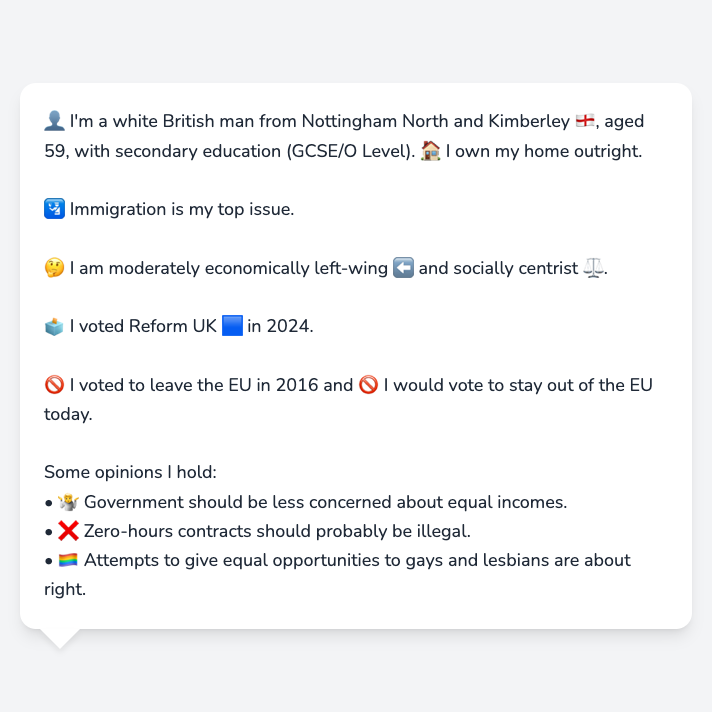 👤 I'm a white British man from Nottingham North and Kimberley 🏴󠁧󠁢󠁥󠁮󠁧󠁿, aged
59, with secondary education (GCSE/O Level). 🏠 I own my home outright.
🛂 Immigration is my top issue.
🤔 I am moderately economically left-wing ⬅️ and socially centrist ⚖️.
🗳️ I voted Reform UK 🟦 in 2024.
🚫 I voted to leave the EU in 2016 and 🚫 I would vote to stay out of the EU
today.
Some opinions I hold:
• 🤷 Government should be less concerned about equal incomes.
• ❌ Zero-hours contracts should probably be illegal.
• 🏳️‍🌈 Attempts to give equal opportunities to gays and lesbians are about
right.